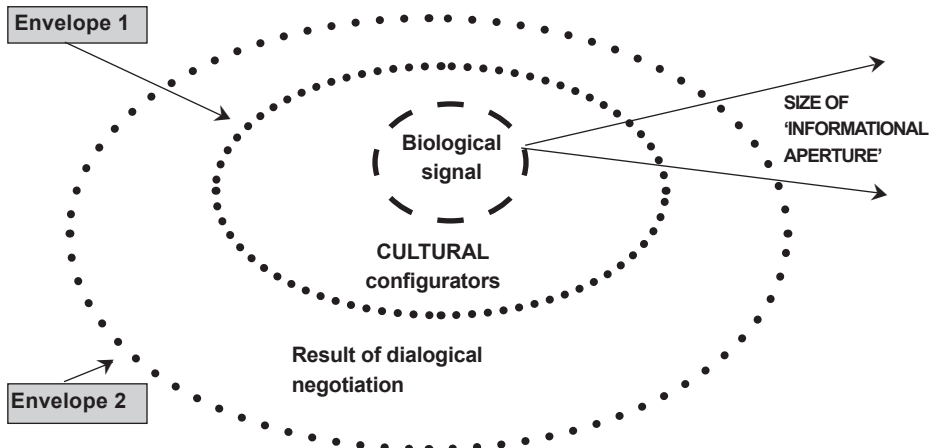 Envelope 1
SIZE OF
‘INFORMATIONAL
APERTURE’
Biological
signal
CULTURAL
configurators
Result of dialogical
negotiation
Envelope 2